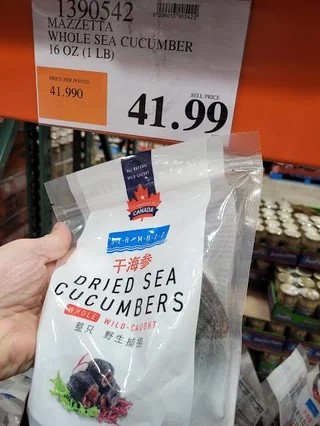 1390542
MAZZETTA
WHOLE SEA CUCUMBER
16 OZ (1 LB)
PRICE PER POUND
41.990
SELL PRICE
41.99
CANADA
干海参
DRIED SEA
CUCUMBERS
WHOLE WILD-CAUGHT
整只 野生捕捞